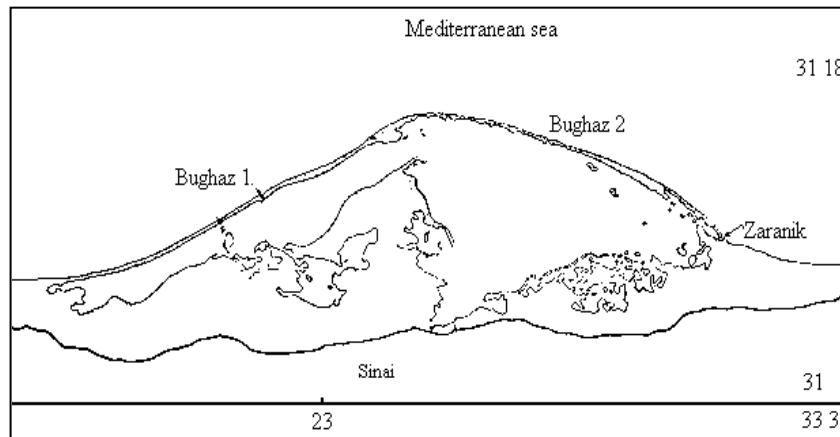 Mediterranean sea
31 18
Bughaz 2
Bughaz 1.
Zaranik
Sinai
31
23
33 3